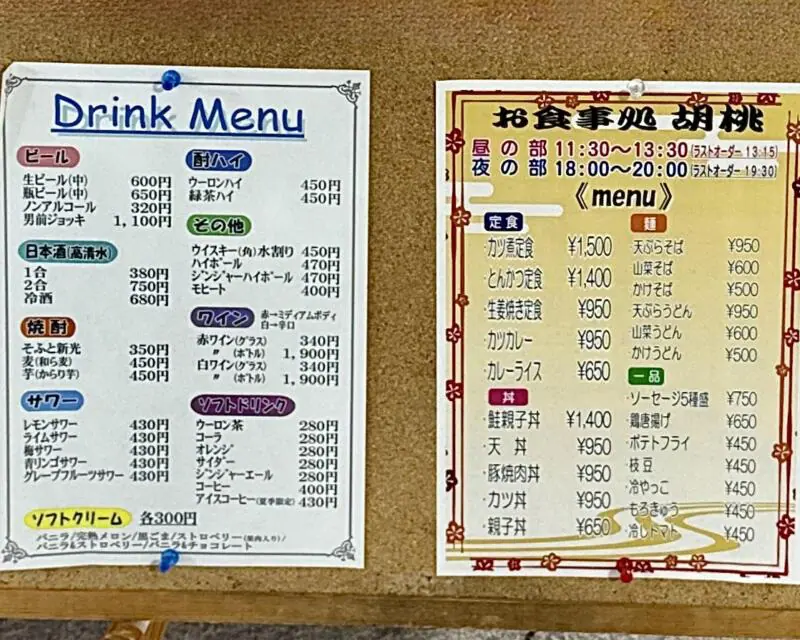 Drink Menu
ビール
生ビール(中) 600円
瓶ビール(中) 650円
ノンアルコール 320円
男前ジョッキ 1,100円
日本酒(高清水)
1合 380円
2合 750円
冷酒 680円
焼酎
そふと新光 350円
麦(和ら麦) 450円
芋(からり芋) 450円
サワー
レモンサワー 430円
ライムサワー 430円
梅サワー 430円
青リンゴサワー 430円
グレープフルーツサワー 430円
酎ハイ
ウーロンハイ 450円
緑茶ハイ 450円
その他
ウイスキー(角)水割り 450円
ハイボール 470円
ジンジャーハイボール 470円
モヒート 400円
ワイン 赤→ミディアムボディ
白→辛口
赤ワイン(グラス) 340円
〃 (ボトル) 1,900円
白ワイン(グラス) 340円
〃 (ボトル) 1,900円
ソフトドリンク
ウーロン茶 280円
コーラ 280円
オレンジ 280円
サイダー 280円
ジンジャーエール 280円
コーヒー 400円
アイスコーヒー(夏季限定) 430円
ソフトクリーム 各300円
バニラ/完熟メロン/黒ごま/ストロベリー(果肉入り)/
バニラ&ストロベリー/バニラ&チョコレート
お食事処 胡桃
昼の部 11:30～13:30(ラストオーダー 13:15)
夜の部 18:00～20:00(ラストオーダー 19:30)
《menu》
定食
・カツ煮定食 ¥1,500
・とんかつ定食 ¥1,400
・生姜焼き定食 ¥950
・カツカレー ¥950
・カレーライス ¥650
丼
・鮭親子丼 ¥1,400
・天 丼 ¥950
・豚焼肉丼 ¥950
・カツ丼 ¥950
・親子丼 ¥650
麺
・天ぷらそば ¥950
・山菜そば ¥600
・かけそば ¥500
・天ぷらうどん ¥950
・山菜うどん ¥600
・かけうどん ¥500
一品
・ソーセージ5種盛 ¥750
・鶏唐揚げ ¥650
・ポテトフライ ¥450
・枝豆 ¥450
・冷やっこ ¥450
・もろきゅう ¥450
・冷しトマト ¥450